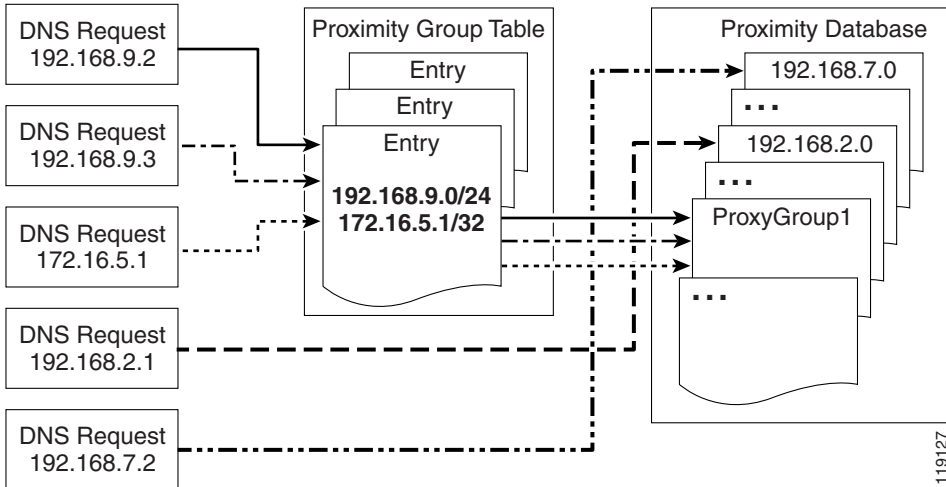 DNS Request
192.168.9.2
DNS Request
192.168.9.3
DNS Request
172.16.5.1
DNS Request
192.168.2.1
DNS Request
192.168.7.2
Proximity Group Table
Entry
Entry
Entry
192.168.9.0/24
172.16.5.1/32
Proximity Database
192.168.7.0
...
192.168.2.0
...
ProxyGroup1
...
119127